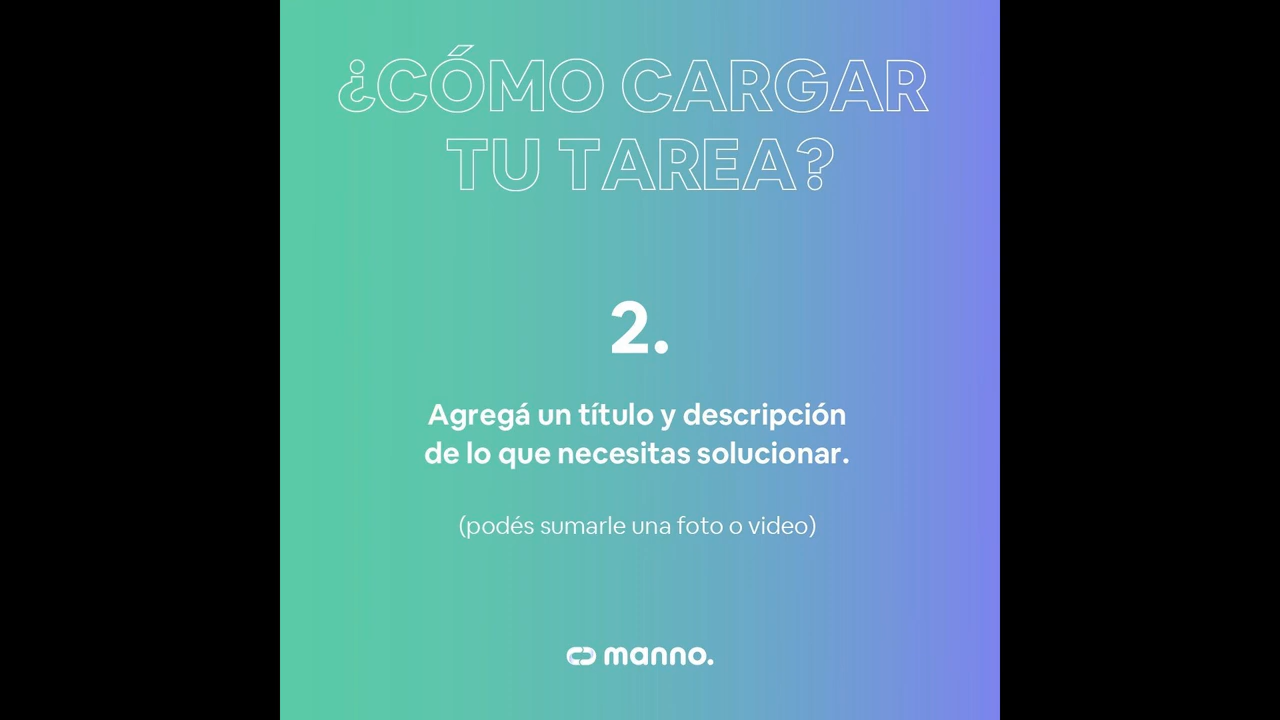 ¿CÓMO CARGAR
TU TAREA?
2.
Agregá un título y descripción
de lo que necesitas solucionar.
(podés sumarle una foto o video)
manno.